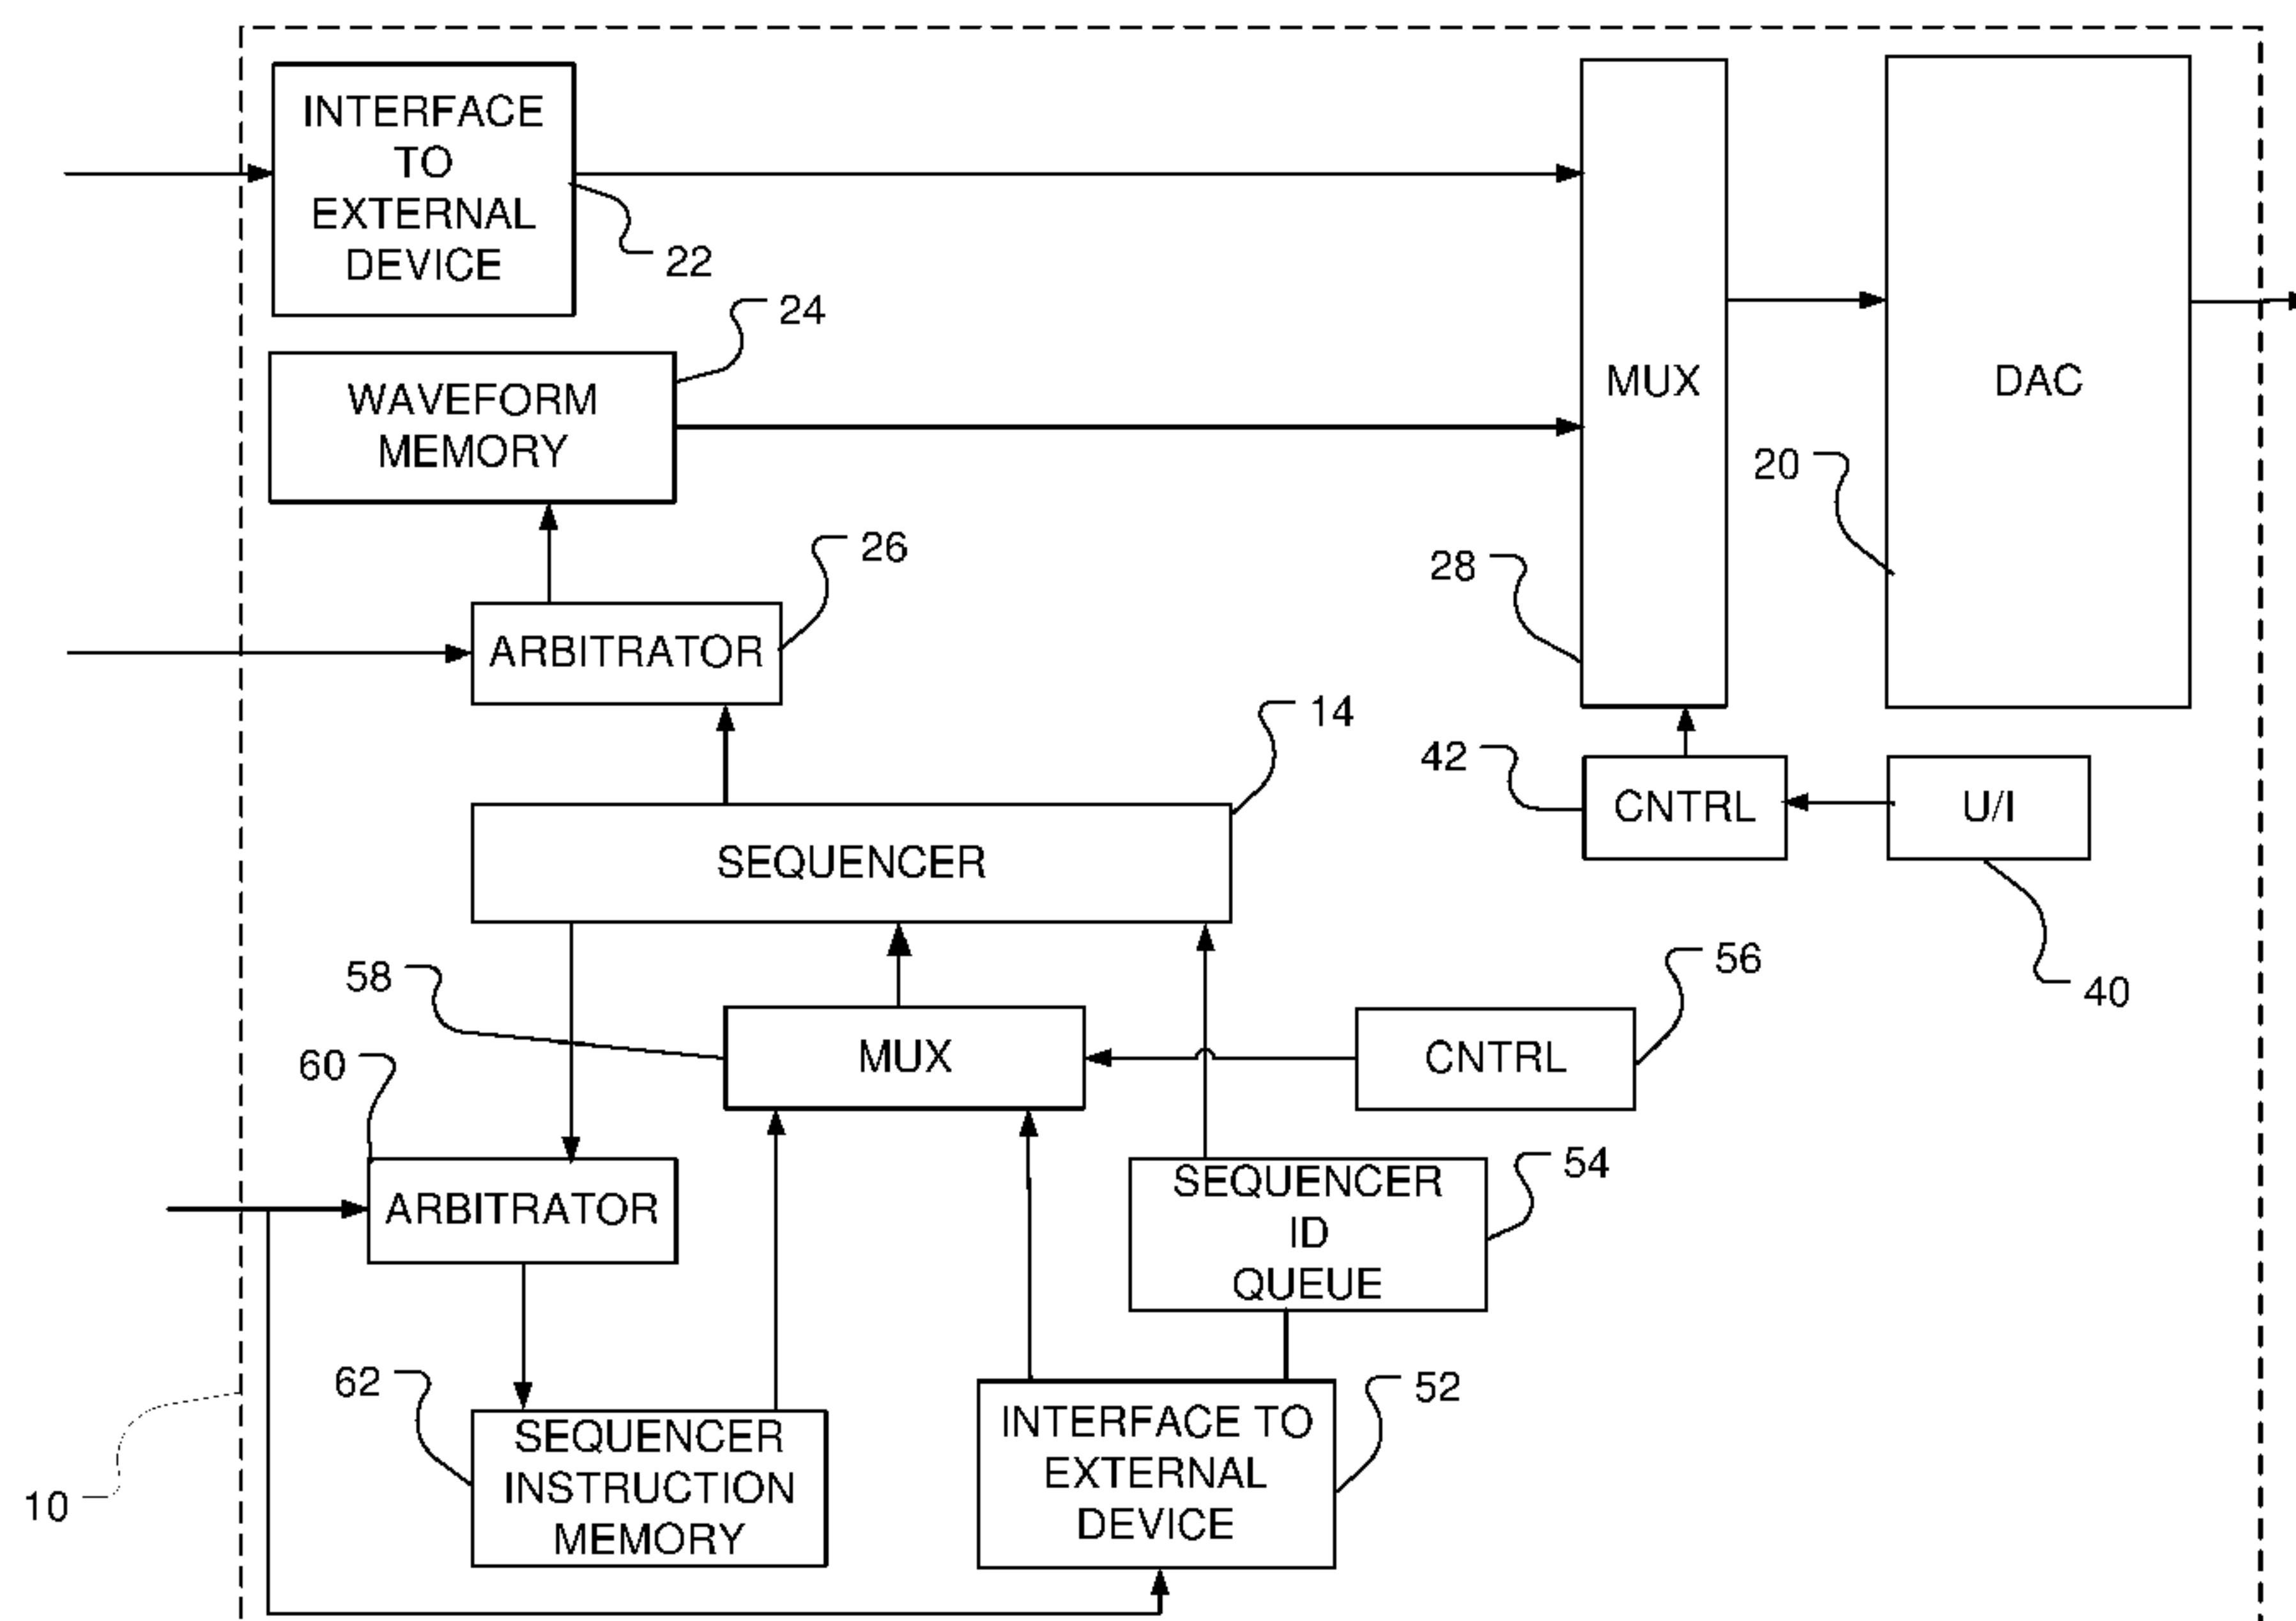 INTERFACE
TO
EXTERNAL
DEVICE
22
24
WAVEFORM
MEMORY
MUX
DAC
20
26
28
ARBITRATOR
14
42
CNTRL
U/I
SEQUENCER
58
56
40
60
MUX
CNTRL
54
SEQUENCER
ID
QUEUE
ARBITRATOR
62
52
SEQUENCER
INSTRUCTION
MEMORY
INTERFACE TO
EXTERNAL
DEVICE
10